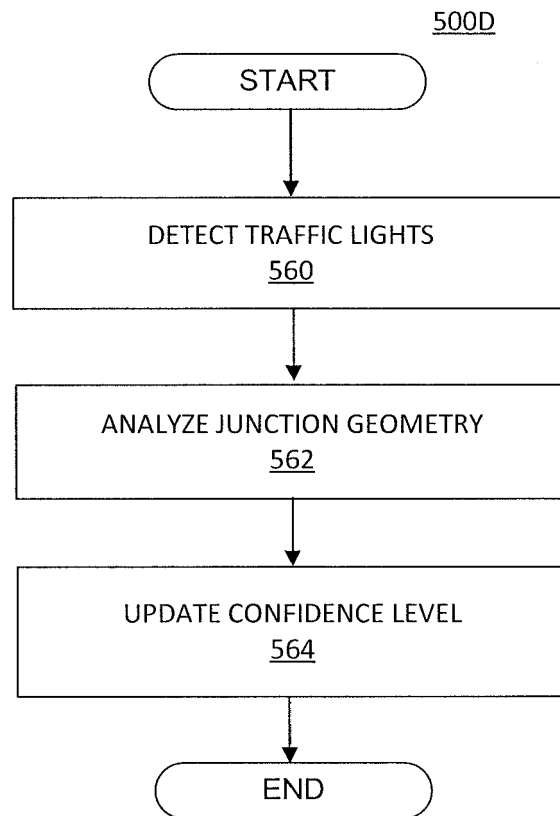 500D
START
DETECT TRAFFIC LIGHTS
560
ANALYZE JUNCTION GEOMETRY
562
UPDATE CONFIDENCE LEVEL
564
END